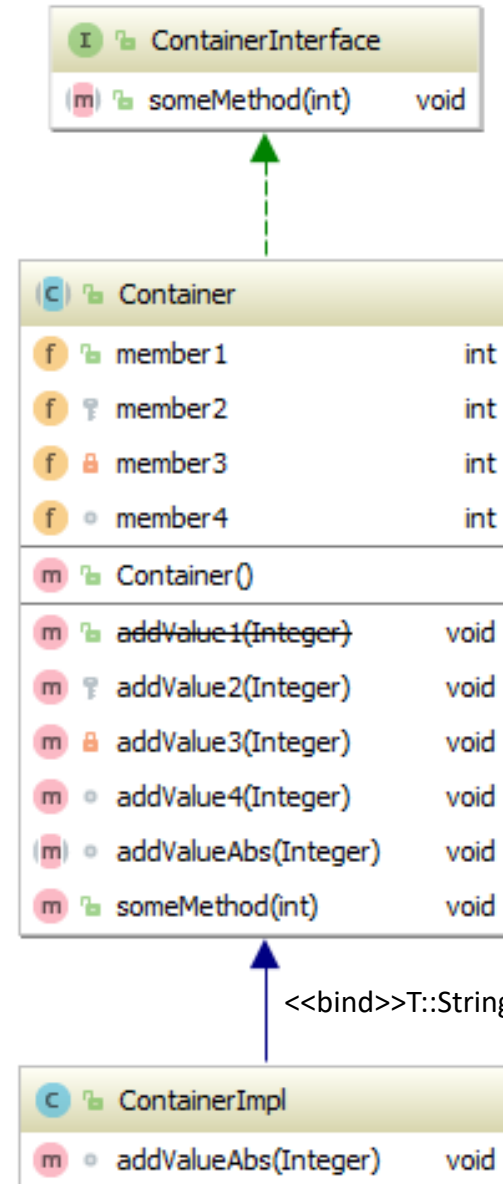 I ContainerInterface
m someMethod(int) void
C Container
f member1 int
f member2 int
f member3 int
f member4 int
m Container()
m addValue1(Integer) void
m addValue2(Integer) void
m addValue3(Integer) void
m addValue4(Integer) void
m addValueAbs(Integer) void
m someMethod(int) void
<<bind>>T::String
C ContainerImpl
m addValueAbs(Integer) void